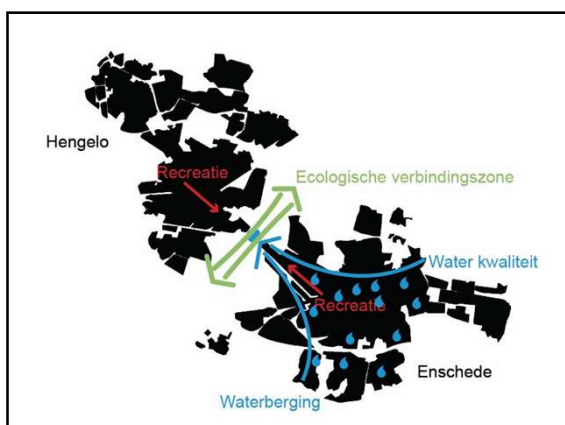 Hengelo
Recreatie
Ecologische verbindingszone
Water kwaliteit
Recreatie
Enschede
Waterberging